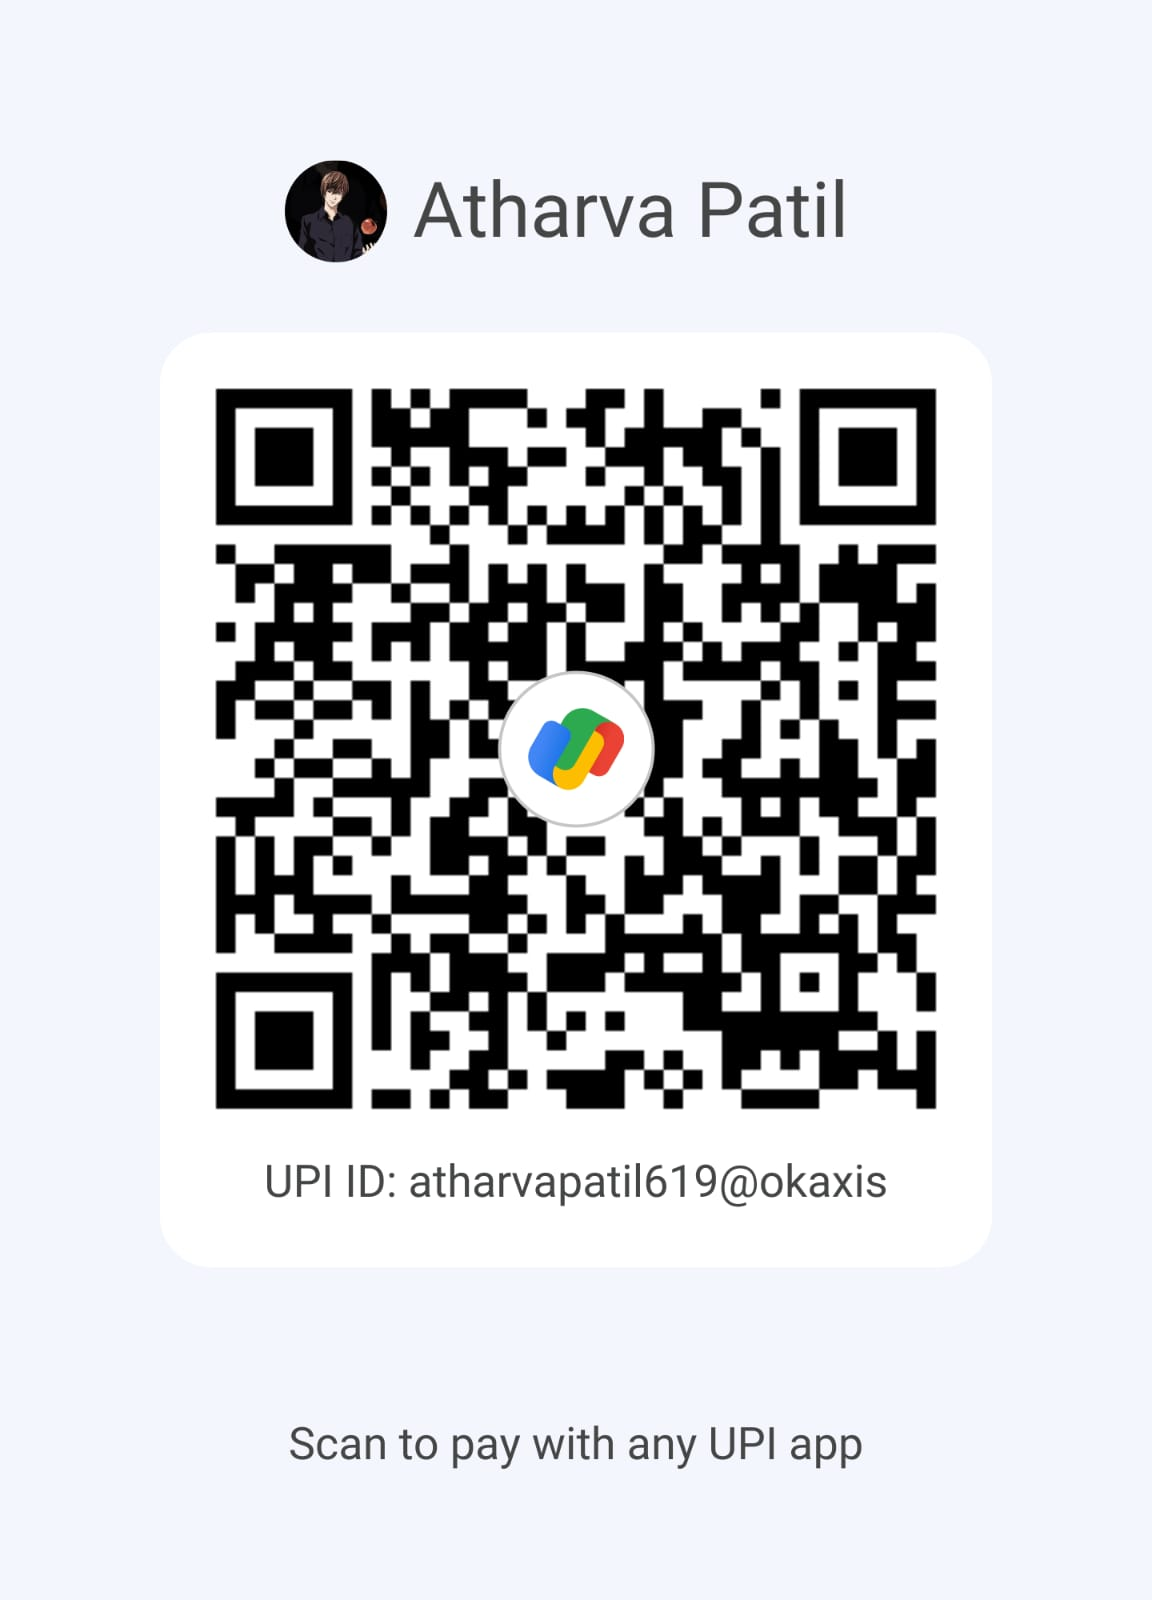 Atharva Patil
UPI ID: atharvapatil619@okaxis
Scan to pay with any UPI app